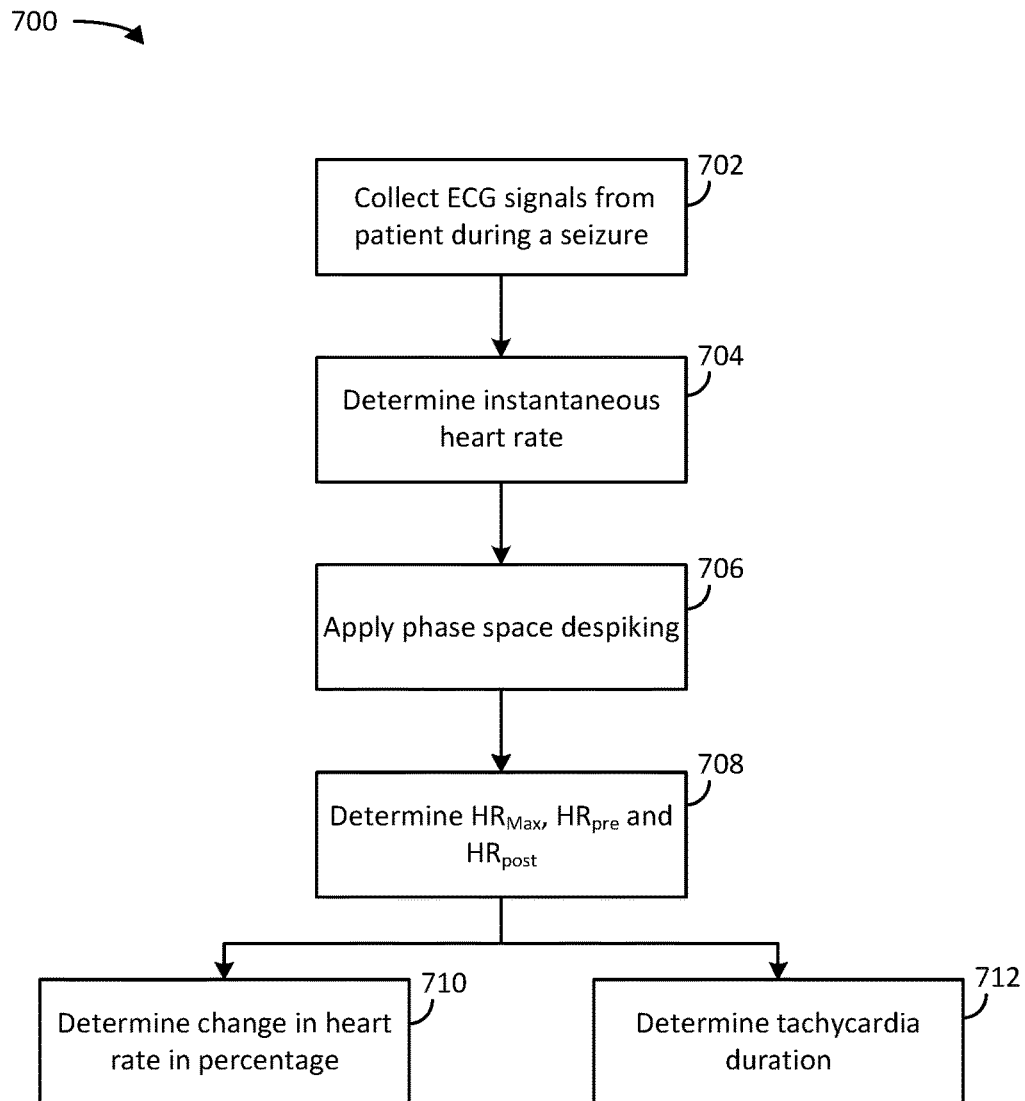 700
702
Collect ECG signals from
patient during a seizure
704
Determine instantaneous
heart rate
706
Apply phase space despiking
708
Determine HRMax, HRpre and
HRpost
710
Determine change in heart
rate in percentage
712
Determine tachycardia
duration